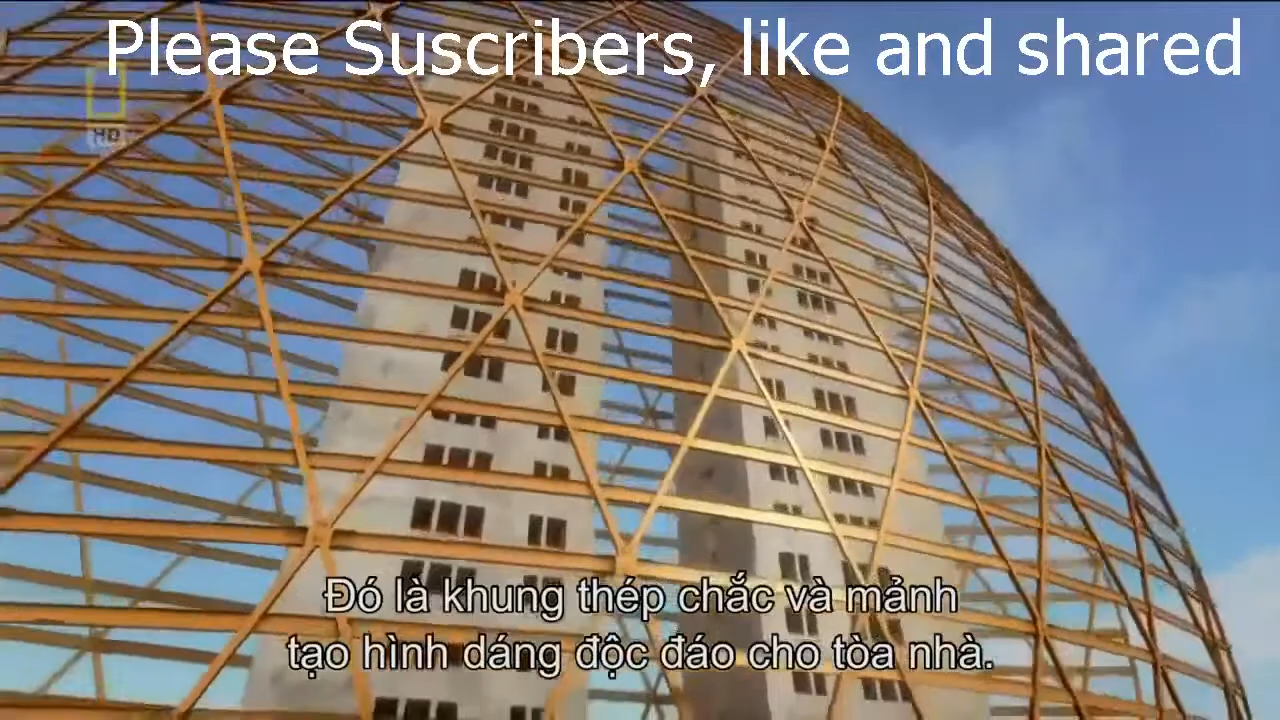 Please Suscribers, like and shared
HD
Đó là khung thép chắc và mảnh
tạo hình dáng độc đáo cho tòa nhà.